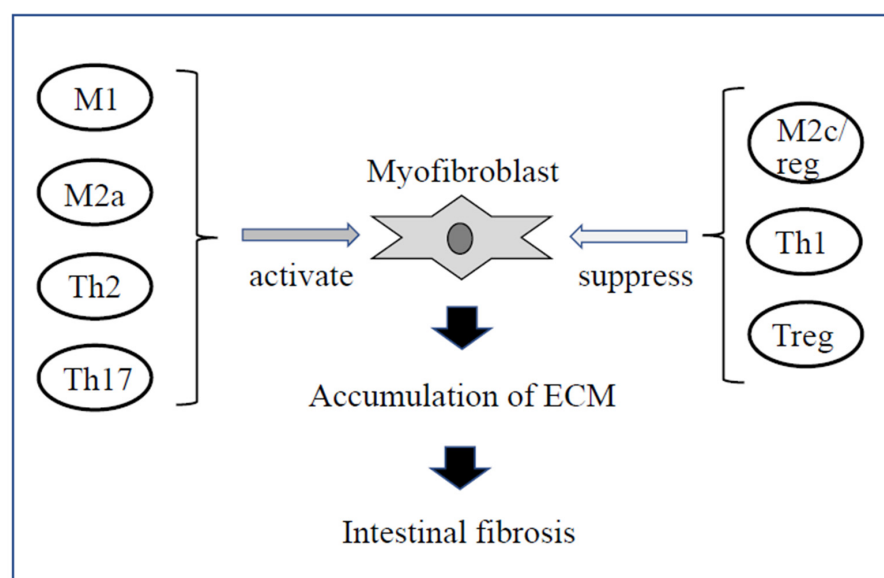 M1
M2a
Th2
Th17
activate
Myofibroblast
suppress
M2c/
reg
Th1
Treg
Accumulation of ECM
Intestinal fibrosis